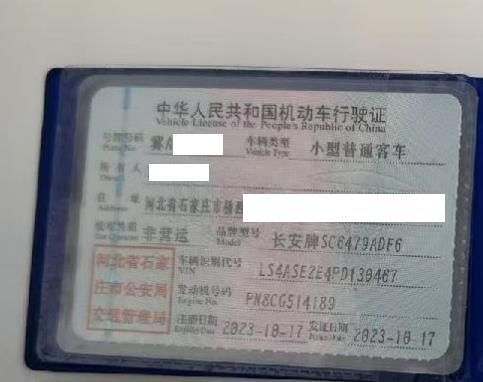 中华人民共和国机动车行驶证
Vehicle License of the People's Republic of China
号牌号码 冀A 车辆类型 小型普通客车
Plate No. Vehicle Type
所有人
Owner
住址 河北省石家庄市桥西
Address
使用性质 非营运 品牌型号 长安牌SC6479ADF6
Use Character Model
河北省石家
庄市公安局
交通管理局
车辆识别代号 LS4ASE2E4PD130467
VIN
发动机号码 PN8CG514189
Engine No.
注册日期 2023-10-17 发证日期 2023-10-17
Register Date Issue Date